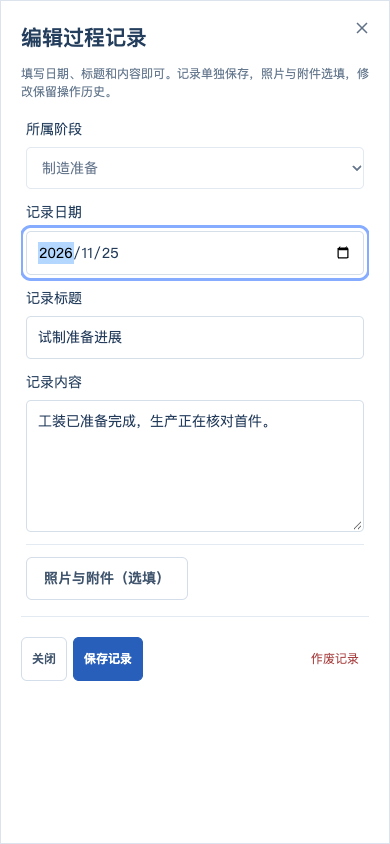 编辑过程记录
填写日期、标题和内容即可。记录单独保存，照片与附件选填，修
改保留操作历史。
所属阶段
制造准备
记录日期
2026/11/25
记录标题
试制准备进展
记录内容
工装已准备完成，生产正在核对首件。
照片与附件（选填）
关闭
保存记录
作废记录